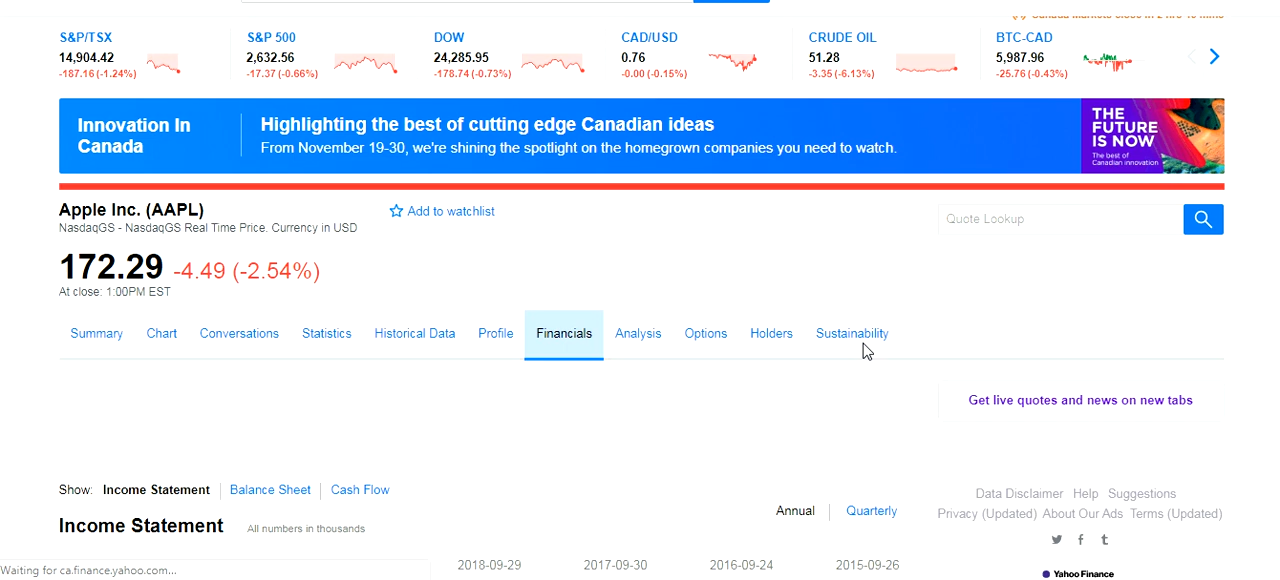 S&P/TSX
14,904.42
-187.16 (-1.24%)
S&P 500
2,632.56
-17.37 (-0.66%)
DOW
24,285.95
-178.74 (-0.73%)
CAD/USD
0.76
-0.00 (-0.15%)
CRUDE OIL
51.28
-3.35 (-6.13%)
BTC-CAD
5,987.96
-25.76 (-0.43%)
Innovation In
Canada
Highlighting the best of cutting edge Canadian ideas
From November 19-30, we're shining the spotlight on the homegrown companies you need to watch.
THE
FUTURE
IS NOW
The best of
Canadian innovation
Apple Inc. (AAPL)
Add to watchlist
Quote Lookup
NasdaqGS - NasdaqGS Real Time Price. Currency in USD
172.29 -4.49 (-2.54%)
At close: 1:00PM EST
Summary Chart Conversations Statistics Historical Data Profile Financials Analysis Options Holders Sustainability
Get live quotes and news on new tabs
Show: Income Statement Balance Sheet Cash Flow
Income Statement All numbers in thousands
Annual Quarterly
2018-09-29 2017-09-30 2016-09-24 2015-09-26
Data Disclaimer Help Suggestions
Privacy (Updated) About Our Ads Terms (Updated)
Yahoo Finance
Waiting for ca.finance.yahoo.com...